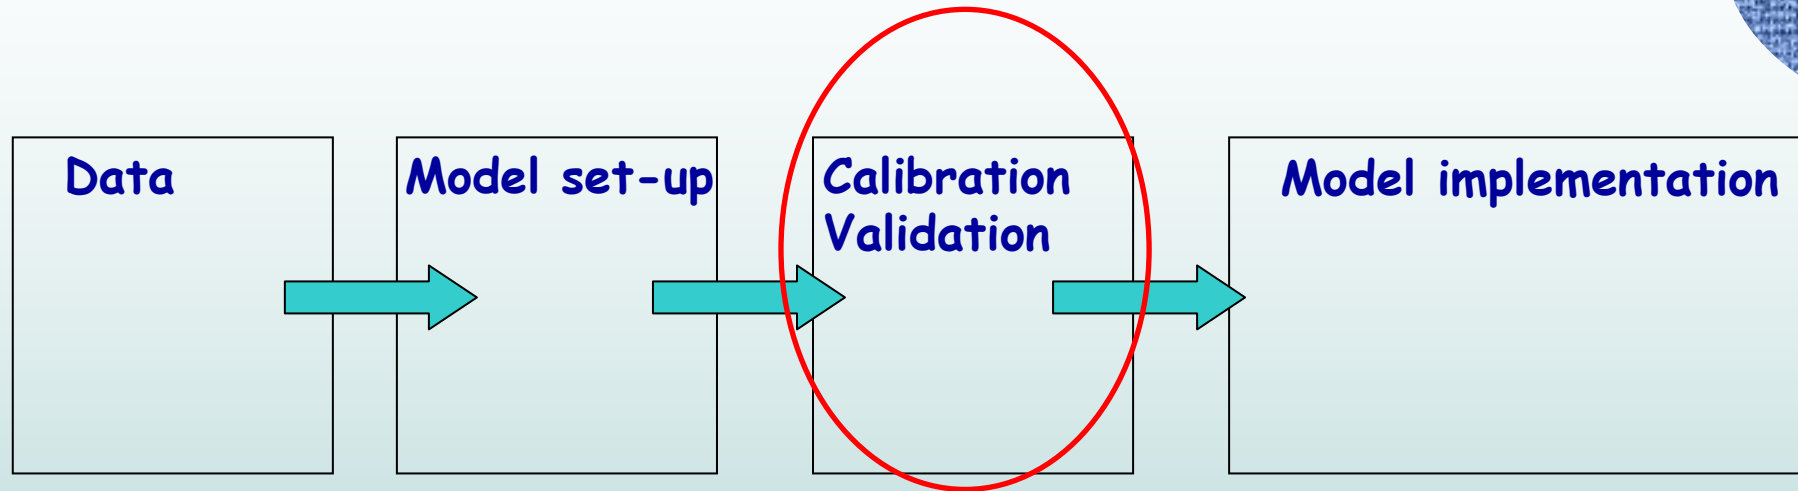 Data
Model set-up
Calibration
Validation
Model implementation